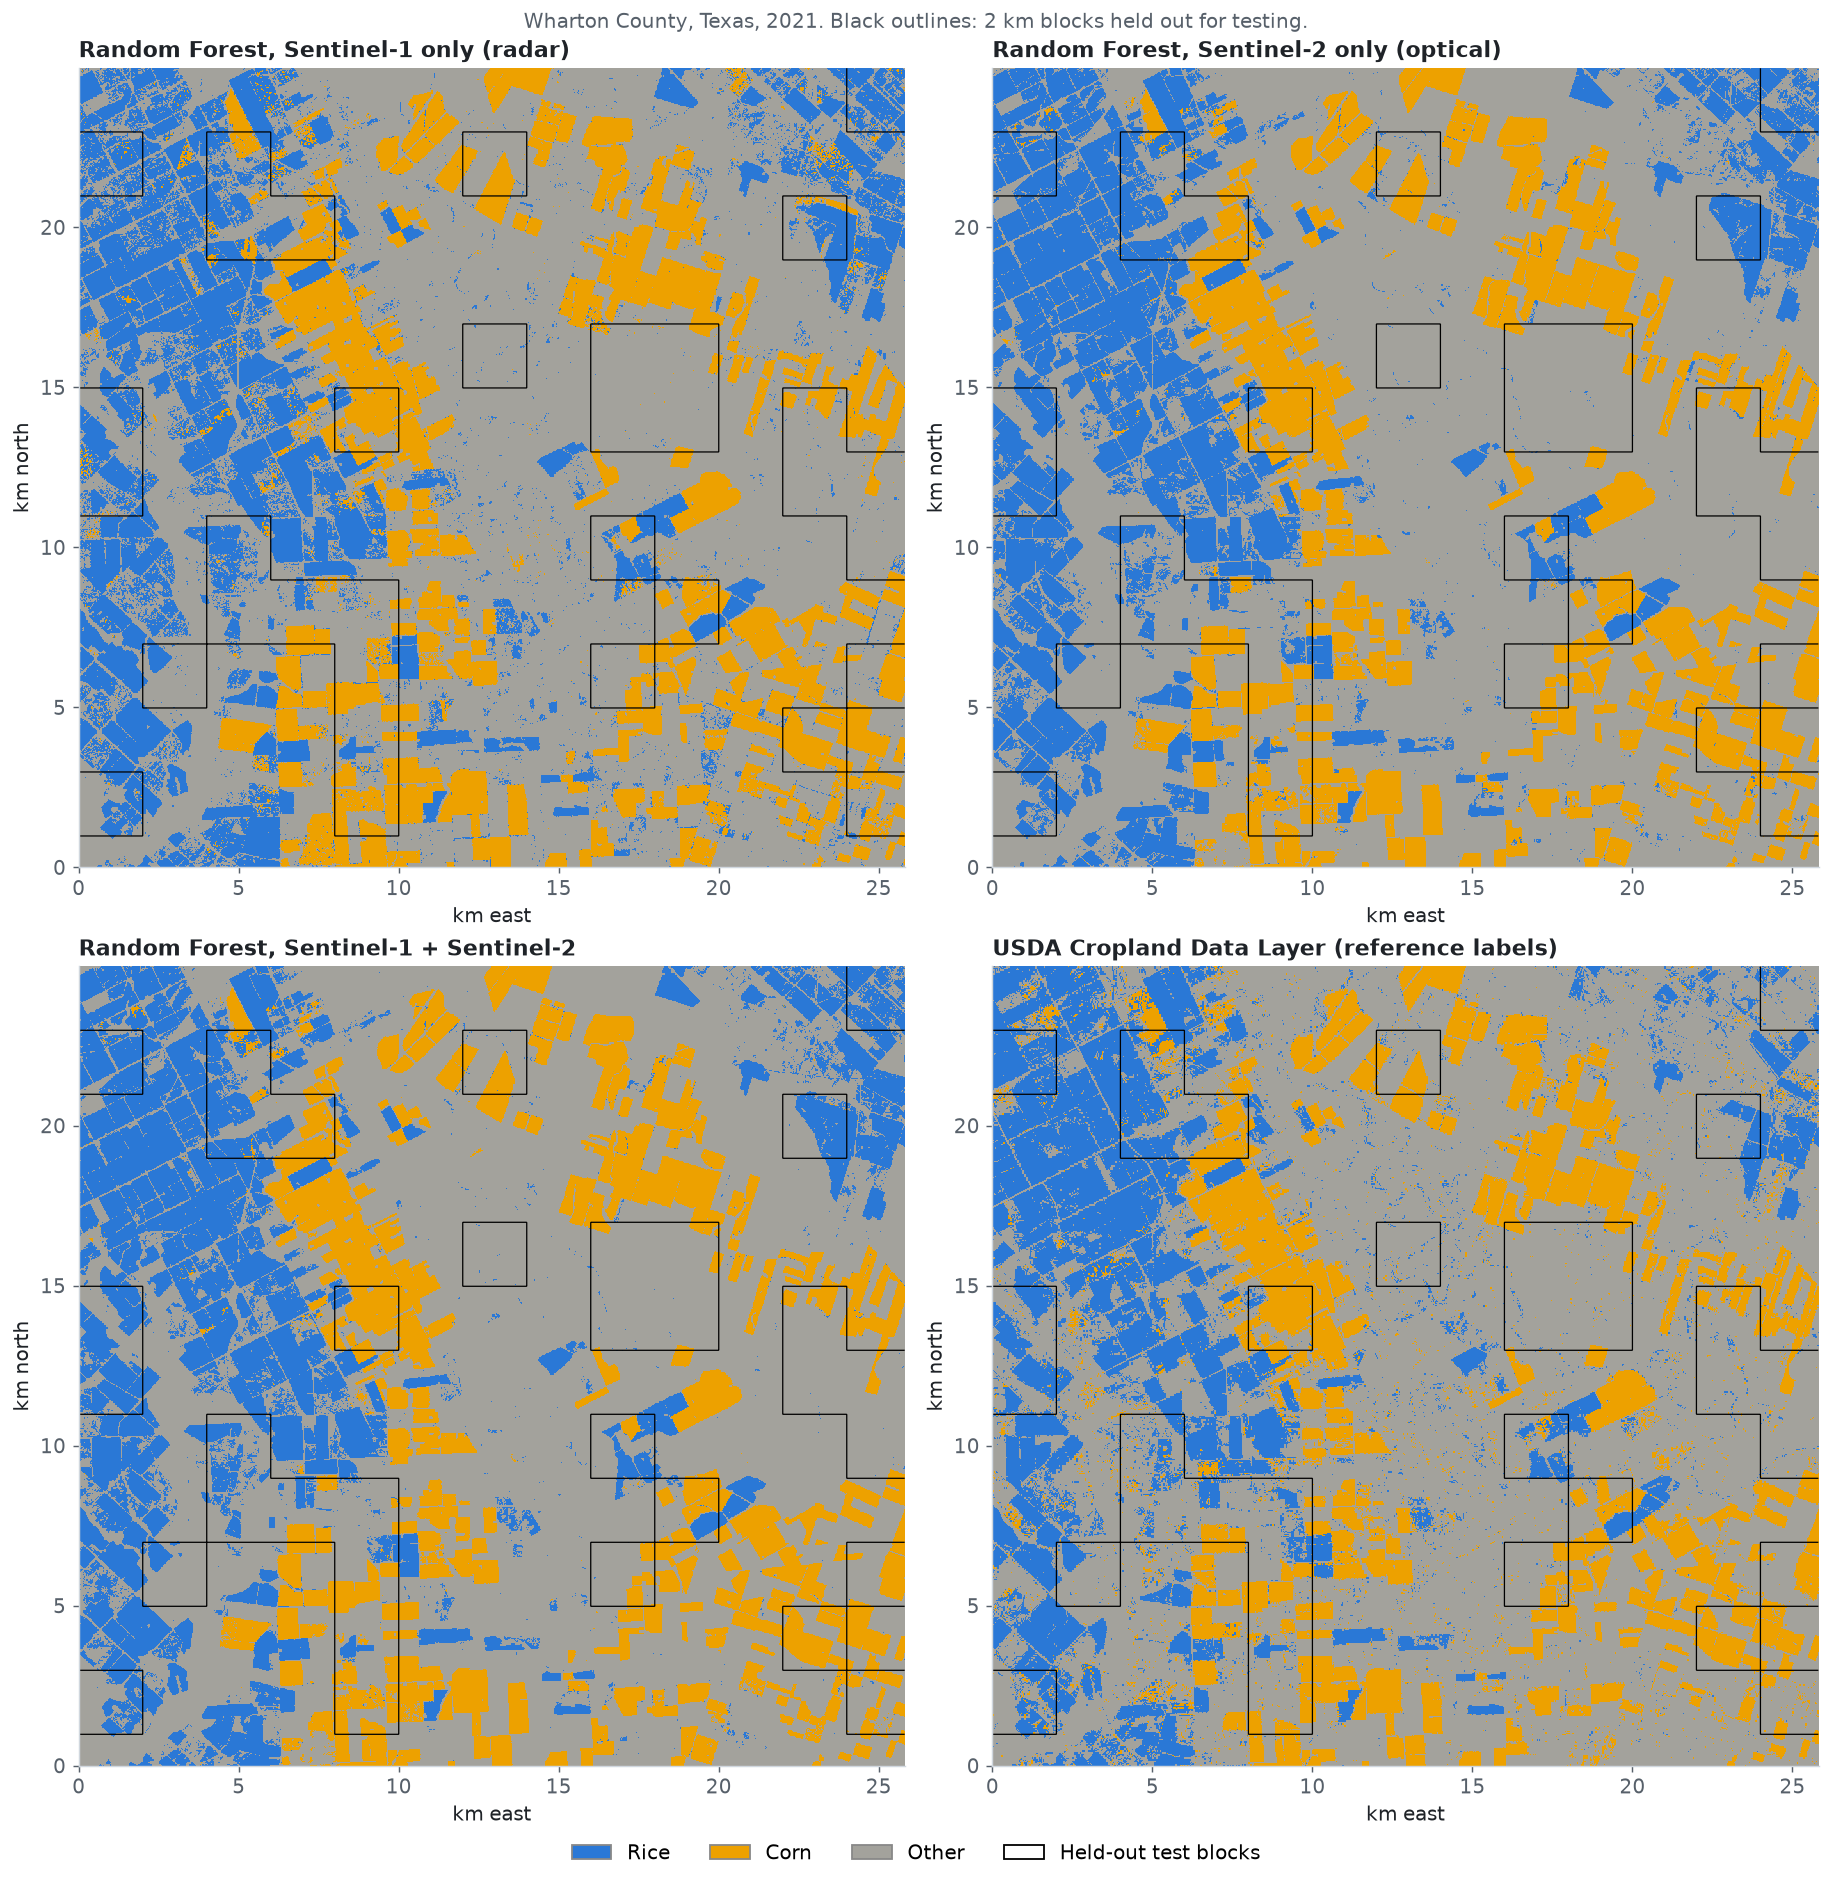 Wharton County, Texas, 2021. Black outlines: 2 km blocks held out for testing.
Random Forest, Sentinel-1 only (radar)
20
15
10
5
0
0 5 10 15 20 25
km north
km east
Random Forest, Sentinel-2 only (optical)
20
15
10
5
0
0 5 10 15 20 25
km north
km east
Random Forest, Sentinel-1 + Sentinel-2
20
15
10
5
0
0 5 10 15 20 25
km north
km east
USDA Cropland Data Layer (reference labels)
20
15
10
5
0
0 5 10 15 20 25
km north
km east
Rice Corn Other Held-out test blocks